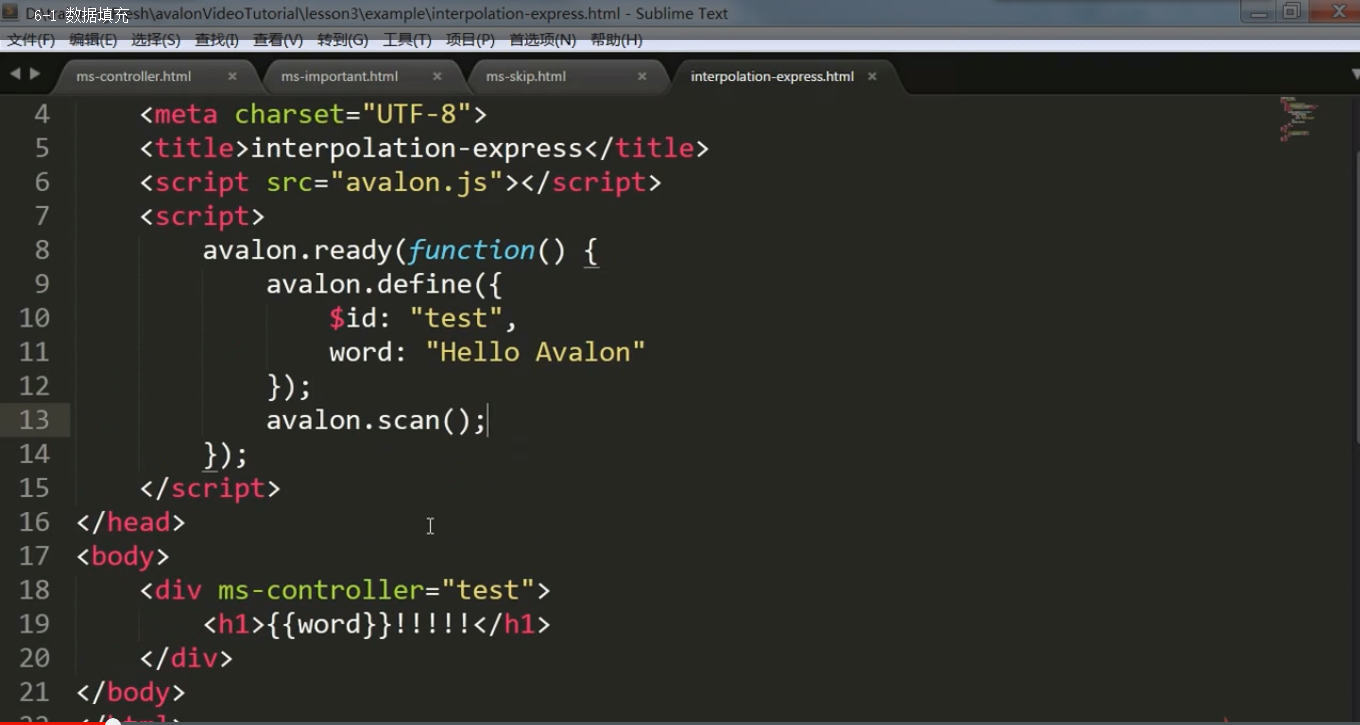 6-1 数据填充
esh\avalonVideoTutorial\lesson3\example\interpolation-express.html - Sublime Text
文件(F) 编辑(E) 选择(S) 查找(I) 查看(V) 转到(G) 工具(T) 项目(P) 首选项(N) 帮助(H)
ms-controller.html × ms-important.html × ms-skip.html × interpolation-express.html ×
4 <meta charset="UTF-8">
5 <title>interpolation-express</title>
6 <script src="avalon.js"></script>
7 <script>
8 avalon.ready(function() {
9 avalon.define({
10 $id: "test",
11 word: "Hello Avalon"
12 });
13 avalon.scan();
14 });
15 </script>
16 </head>
17 <body>
18 <div ms-controller="test">
19 <h1>{{word}}!!!!!</h1>
20 </div>
21 </body>
22 </html>